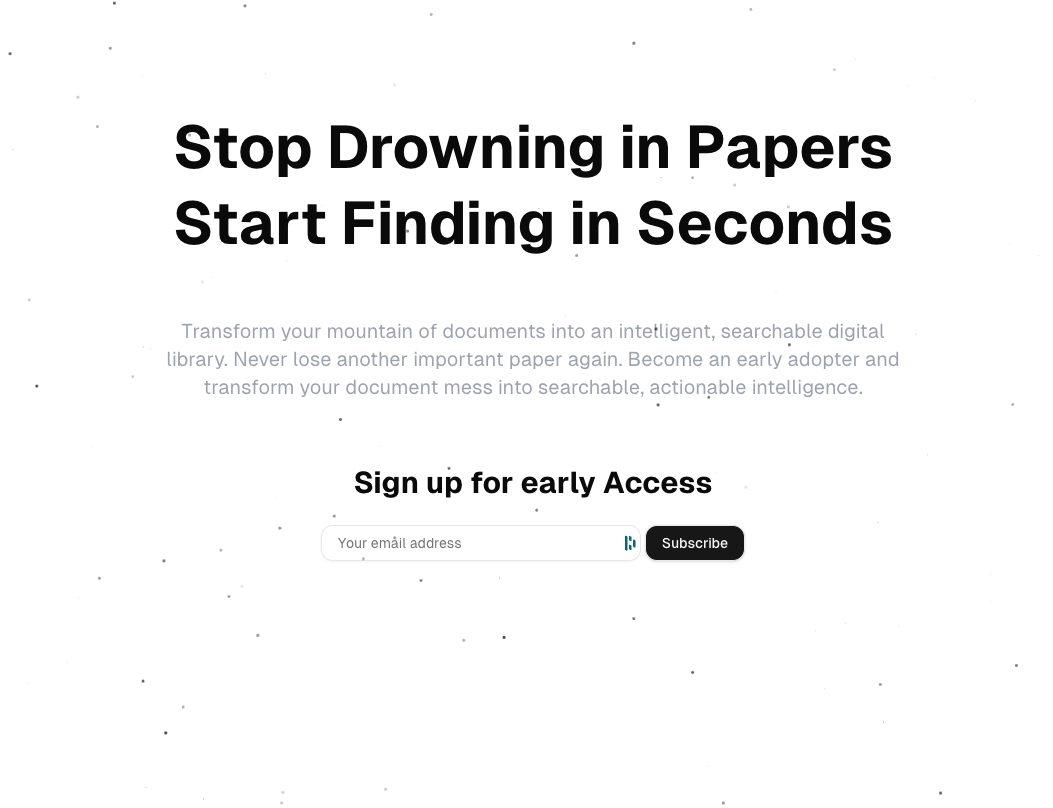 Stop Drowning in Papers
Start Finding in Seconds
Transform your mountain of documents into an intelligent, searchable digital
library. Never lose another important paper again. Become an early adopter and
transform your document mess into searchable, actionable intelligence.
Sign up for early Access
Your email address
Subscribe